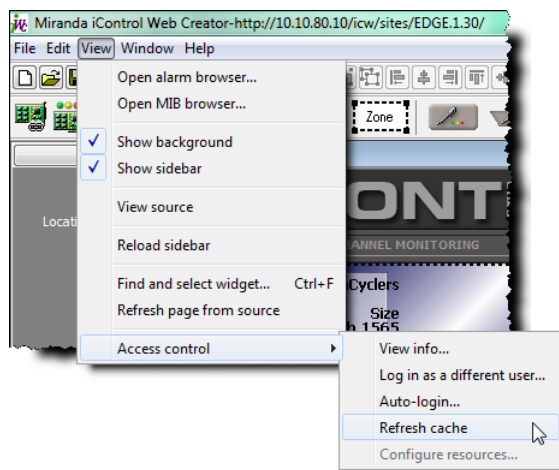 Miranda iControl Web Creator-http://10.10.80.10/icw/sites/EDGE.1.30/
File Edit View Window Help
Open alarm browser...
Open MIB browser...
Zone
Show background
Show sidebar
View source
ONT
Locati
Reload sidebar
ANNEL MONITORING
Find and select widget... Ctrl+F
Cyclers
Refresh page from source
Size
1565
Access control
View info...
Log in as a different user...
Auto-login...
Refresh cache
Configure resources...